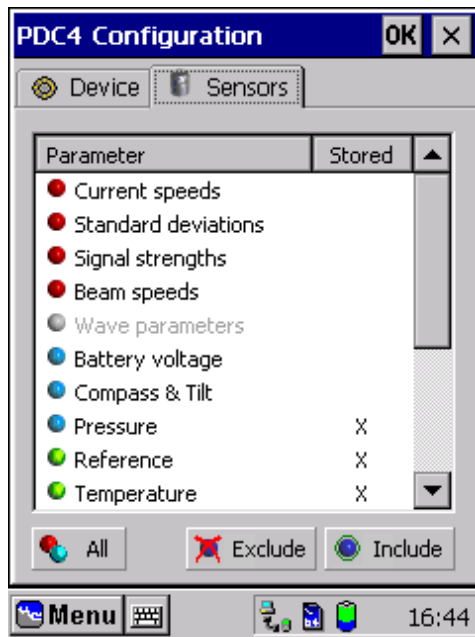 PDC4 Configuration OK
Device Sensors
Parameter Stored
Current speeds
Standard deviations
Signal strengths
Beam speeds
Wave parameters
Battery voltage
Compass & Tilt
Pressure X
Reference X
Temperature X
All Exclude Include
Menu 16:44